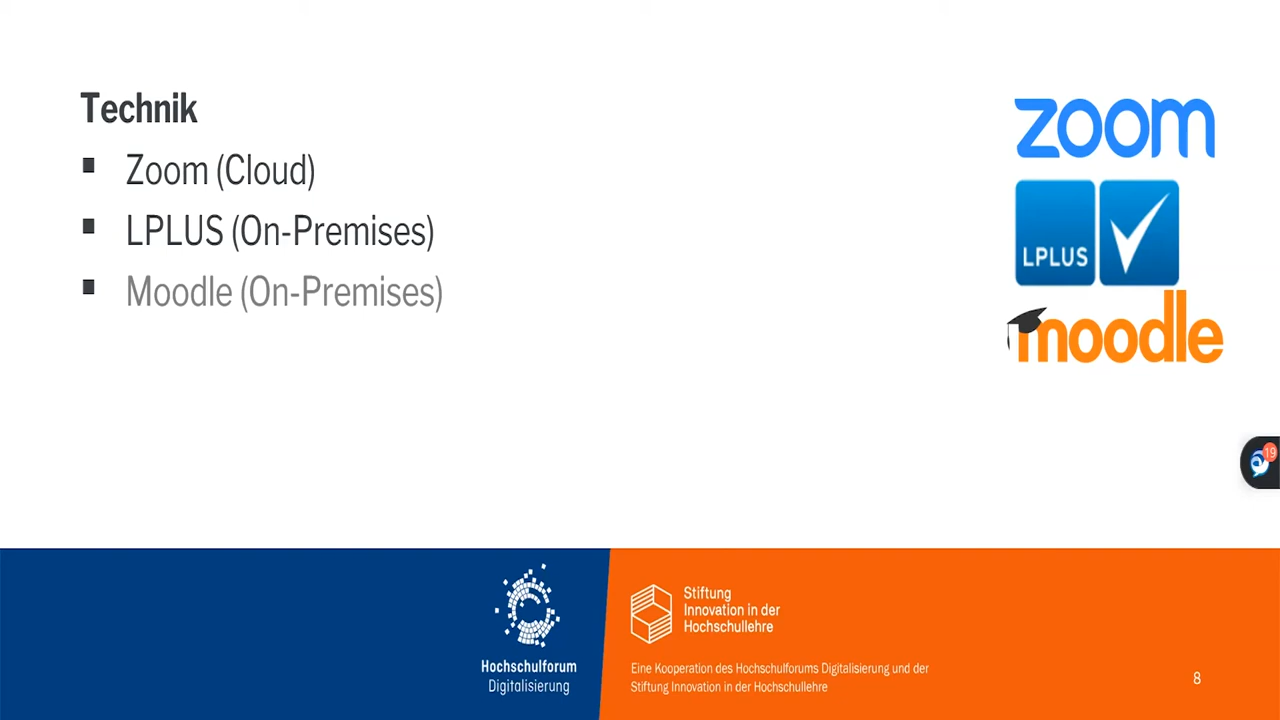 Technik
Zoom (Cloud)
LPLUS (On-Premises)
Moodle (On-Premises)
zoom
LPLUS
moodle
19
Hochschulforum
Digitalisierung
Stiftung
Innovation in der
Hochschullehre
Eine Kooperation des Hochschulforums Digitalisierung und der
Stiftung Innovation in der Hochschullehre
8